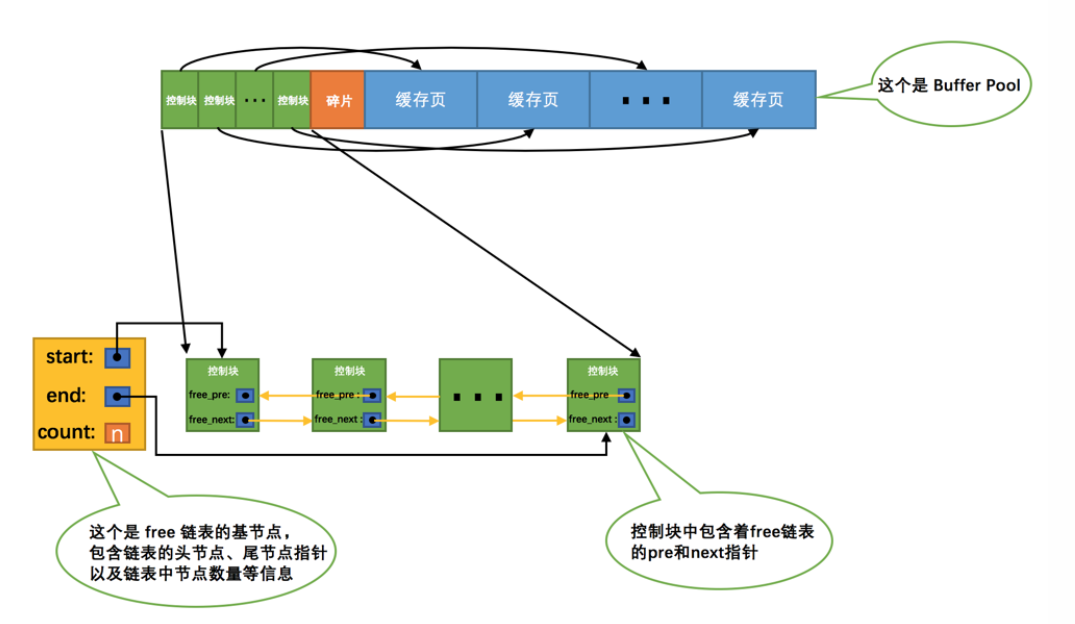 控制块 控制块 ··· 控制块 碎片 缓存页 缓存页 ··· 缓存页
这个是 Buffer Pool
start:
end:
count: n
控制块
free_pre:
free_next:
控制块
free_pre :
free_next :
···
控制块
free_pre
free_next :
这个是 free 链表的基节点，
包含链表的头节点、尾节点指针
以及链表中节点数量等信息
控制块中包含着free链表
的pre和next指针